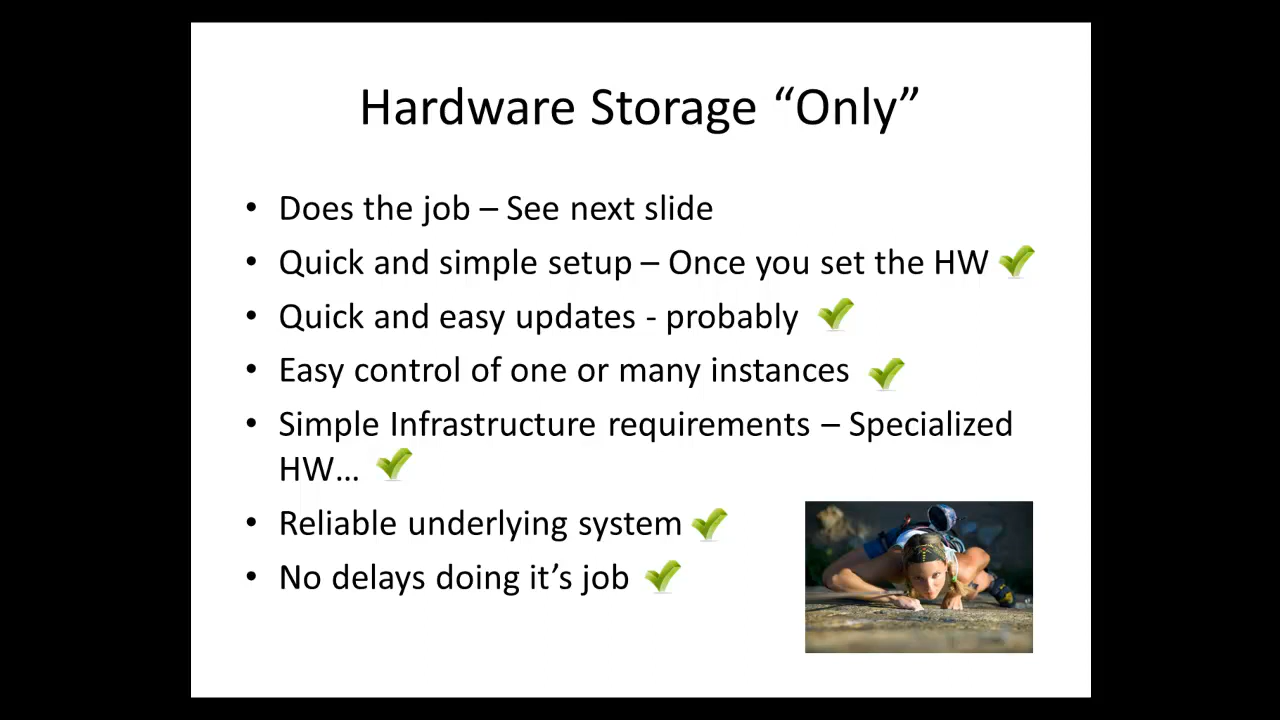 Hardware Storage “Only”
• Does the job – See next slide
• Quick and simple setup – Once you set the HW
• Quick and easy updates - probably
• Easy control of one or many instances
• Simple Infrastructure requirements – Specialized
HW...
• Reliable underlying system
• No delays doing it’s job